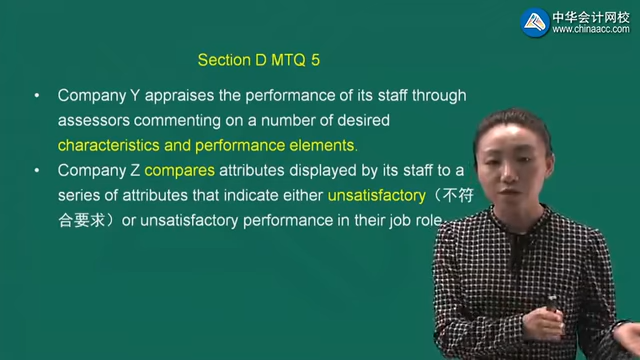 中华会计网校
www.chinaacc.com
Section D MTQ 5
• Company Y appraises the performance of its staff through
assessors commenting on a number of desired
characteristics and performance elements.
• Company Z compares attributes displayed by its staff to a
series of attributes that indicate either unsatisfactory（不符
合要求）or unsatisfactory performance in their job role.